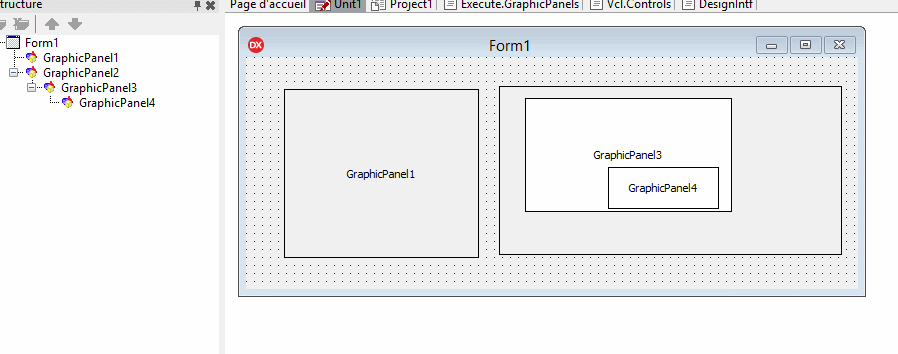 tructure
Page d'accueil Unit1 Project1 Execute.GraphicPanels Vcl.Controls DesignIntf
Form1
GraphicPanel1
GraphicPanel2
GraphicPanel3
GraphicPanel4
DX Form1
GraphicPanel1
GraphicPanel3
GraphicPanel4